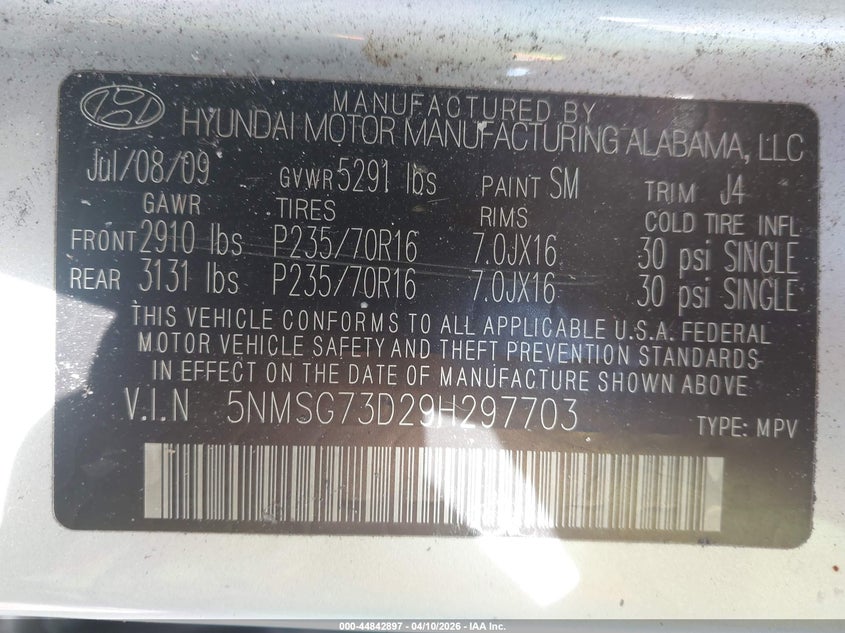 MANUFACTURED BY
HYUNDAI MOTOR MANUFACTURING ALABAMA, LLC
Jul/08/09 GVWR 5291 lbs PAINT SM TRIM J4
GAWR TIRES RIMS COLD TIRE INFL
FRONT 2910 lbs P235/70R16 7.0JX16 30 psi SINGLE
REAR 3131 lbs P235/70R16 7.0JX16 30 psi SINGLE
THIS VEHICLE CONFORMS TO ALL APPLICABLE U.S.A. FEDERAL
MOTOR VEHICLE SAFETY AND THEFT PREVENTION STANDARDS
IN EFFECT ON THE DATE OF MANUFACTURE SHOWN ABOVE
V.I.N 5NMSG73D29H297703 TYPE: MPV
000-44842897 - 04/10/2026 - IAA Inc.